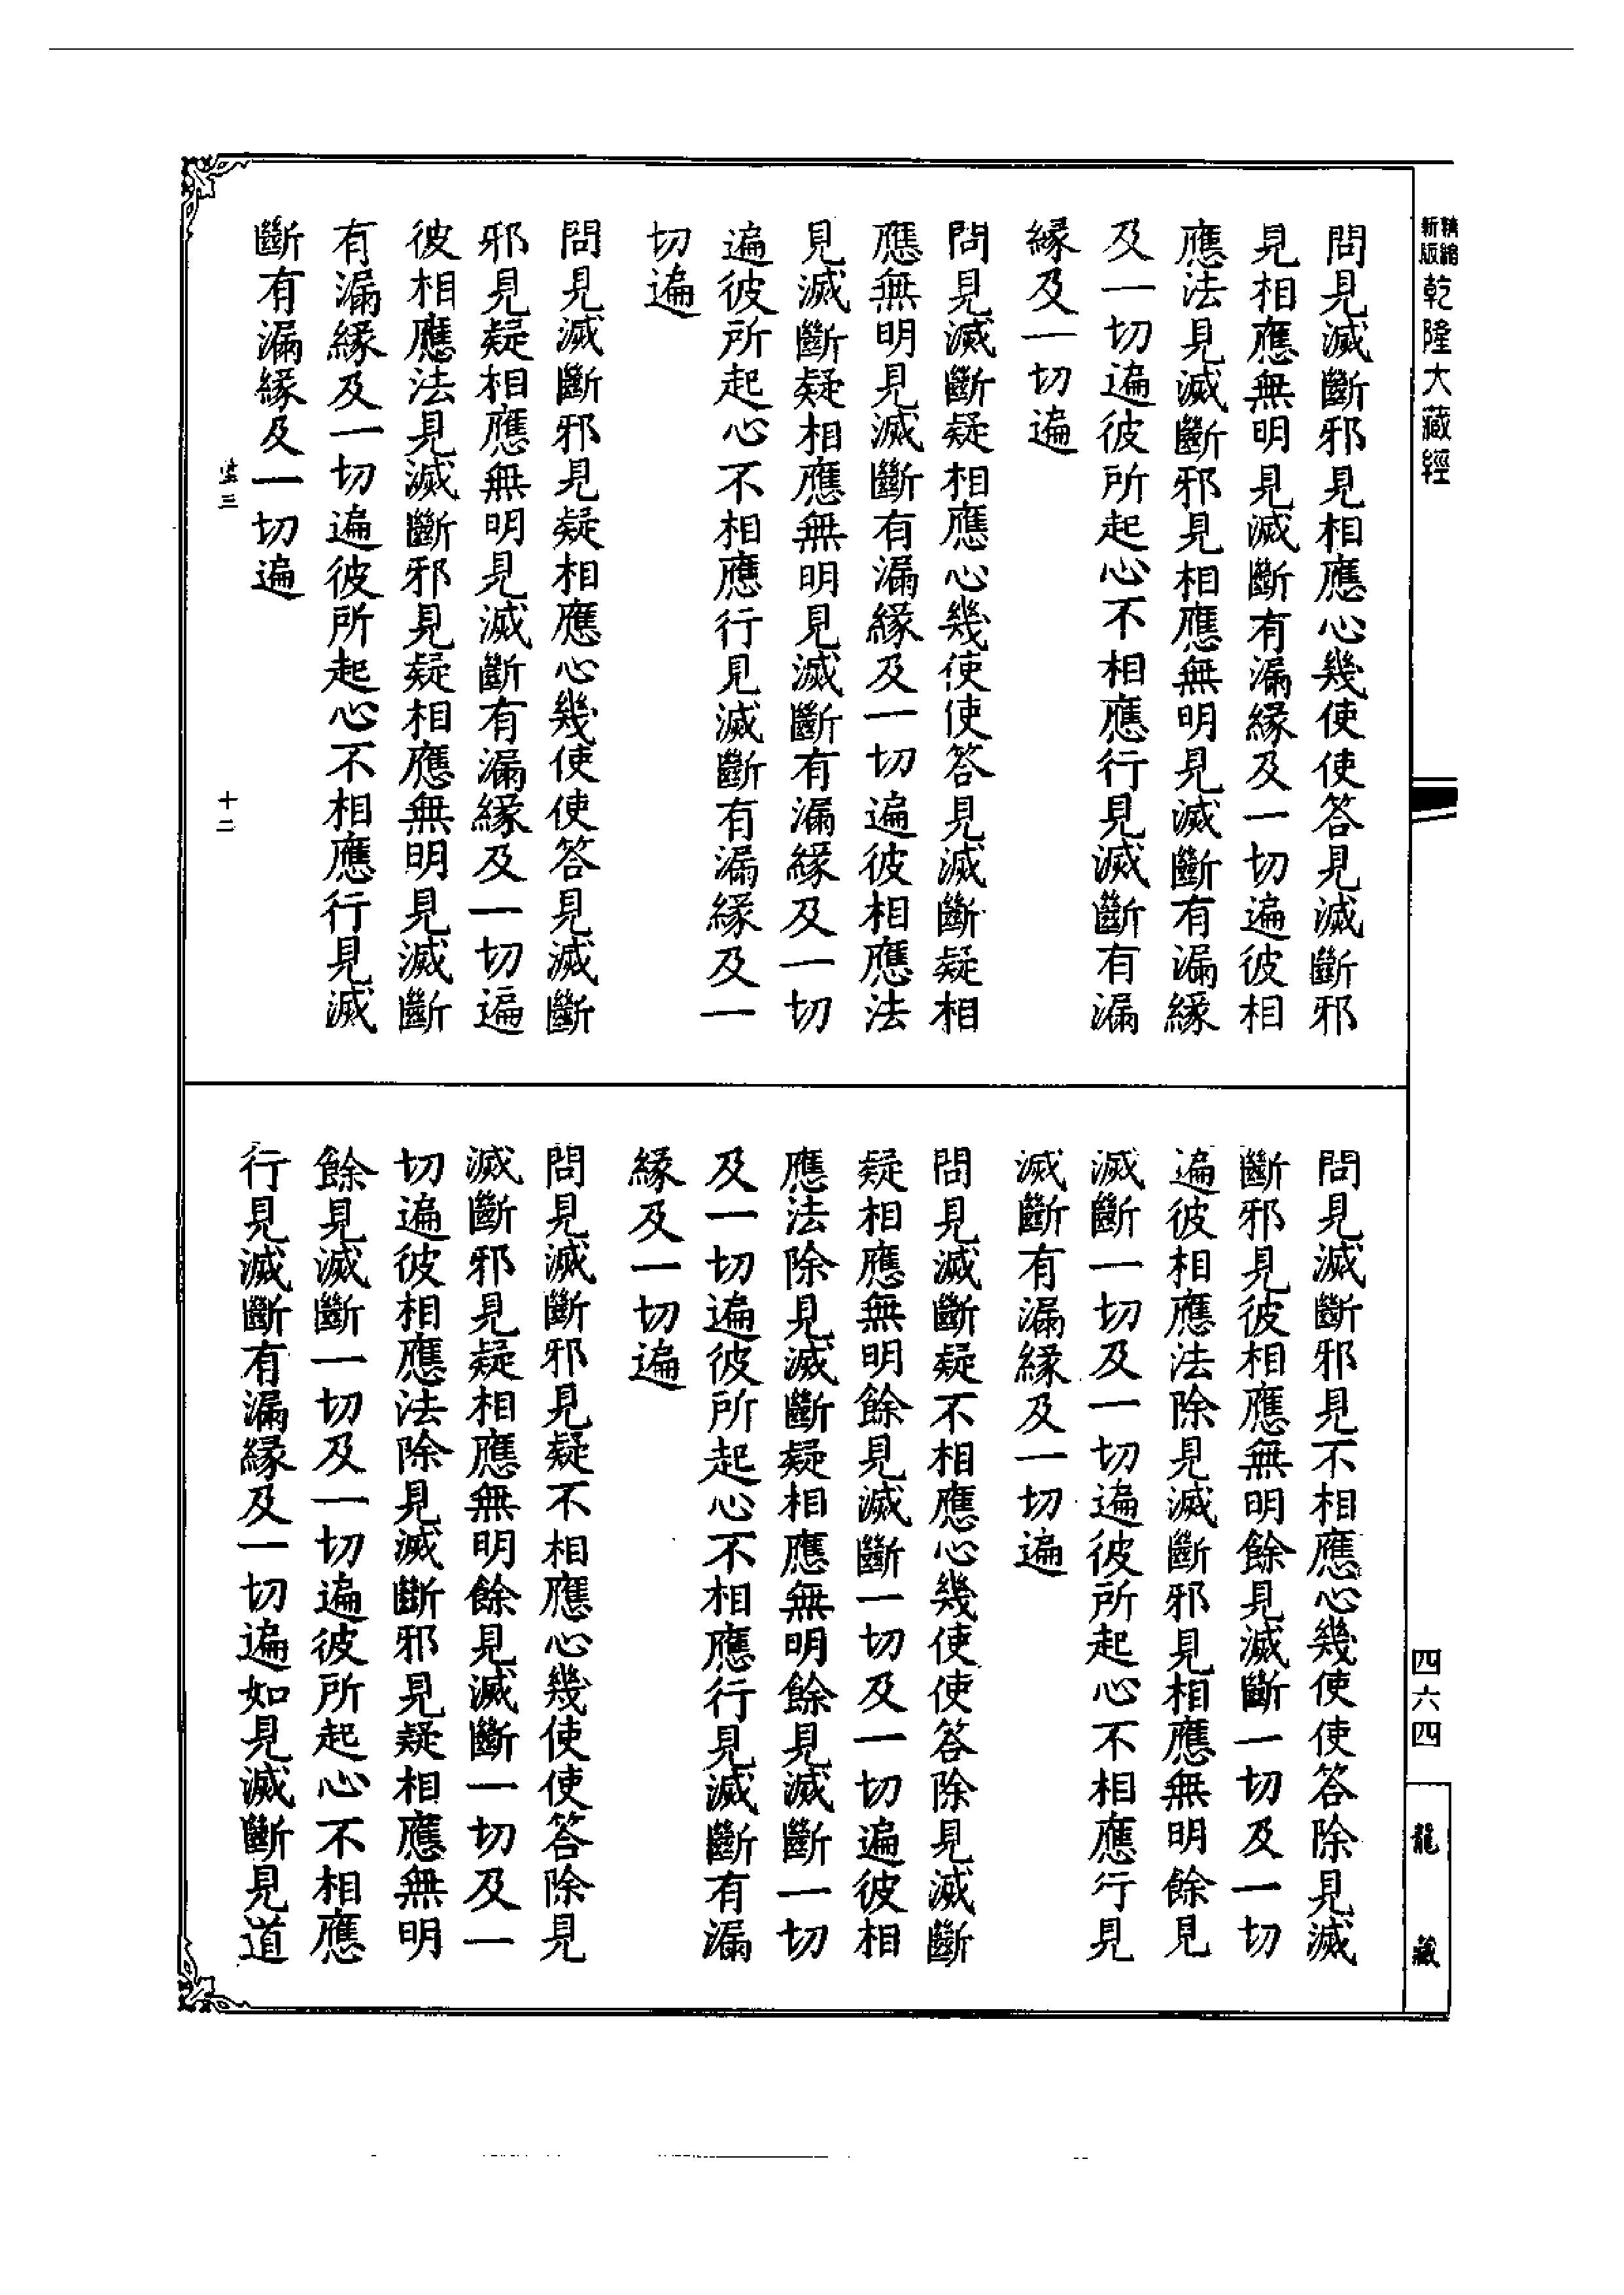 精縮新版乾隆大藏經
問見滅斷邪見相應心幾使使答見滅斷邪
見相應無明見滅斷有漏緣及一切遍彼相
應法見滅斷邪見相應無明見滅斷有漏緣
及一切遍彼所起心不相應行見滅斷有漏
緣及一切遍
問見滅斷疑相應心幾使使答見滅斷疑相
應無明見滅斷有漏緣及一切遍彼相應法
見滅斷疑相應無明見滅斷有漏緣及一切
遍彼所起心不相應行見滅斷有漏緣及一
切遍
問見滅斷邪見疑相應心幾使使答見滅斷
邪見疑相應無明見滅斷有漏緣及一切遍
彼相應法見滅斷邪見疑相應無明見滅斷
有漏緣及一切遍彼所起心不相應行見滅
斷有漏緣及一切遍
三
十二
問見滅斷邪見不相應心幾使使答除見滅
斷邪見彼相應無明餘見滅斷一切及一切
遍彼相應法除見滅斷邪見相應無明餘見
滅斷一切及一切遍彼所起心不相應行見
滅斷有漏緣及一切遍
問見滅斷疑不相應心幾使使答除見滅斷
疑相應無明餘見滅斷一切及一切遍彼相
應法除見滅斷疑相應無明餘見滅斷一切
及一切遍彼所起心不相應行見滅斷有漏
緣及一切遍
問見滅斷邪見疑不相應心幾使使答除見
滅斷邪見疑相應無明餘見滅斷一切及一
切遍彼相應法除見滅斷邪見疑相應無明
餘見滅斷一切及一切遍彼所起心不相應
行見滅斷有漏緣及一切遍如見滅斷見道
四六四
龍藏